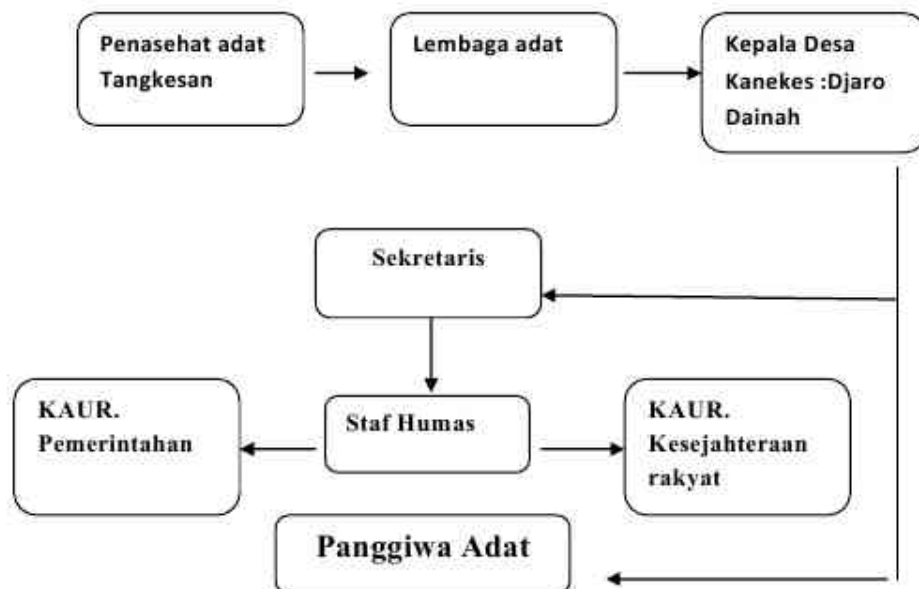 Penasehat adat
Tangkesan
Lembaga adat
Kepala Desa
Kanekes :Djaro
Dainah
Sekretaris
Staf Humas
KAUR.
Pemerintahan
KAUR.
Kesejahteraan
rakyat
Panggiwa Adat